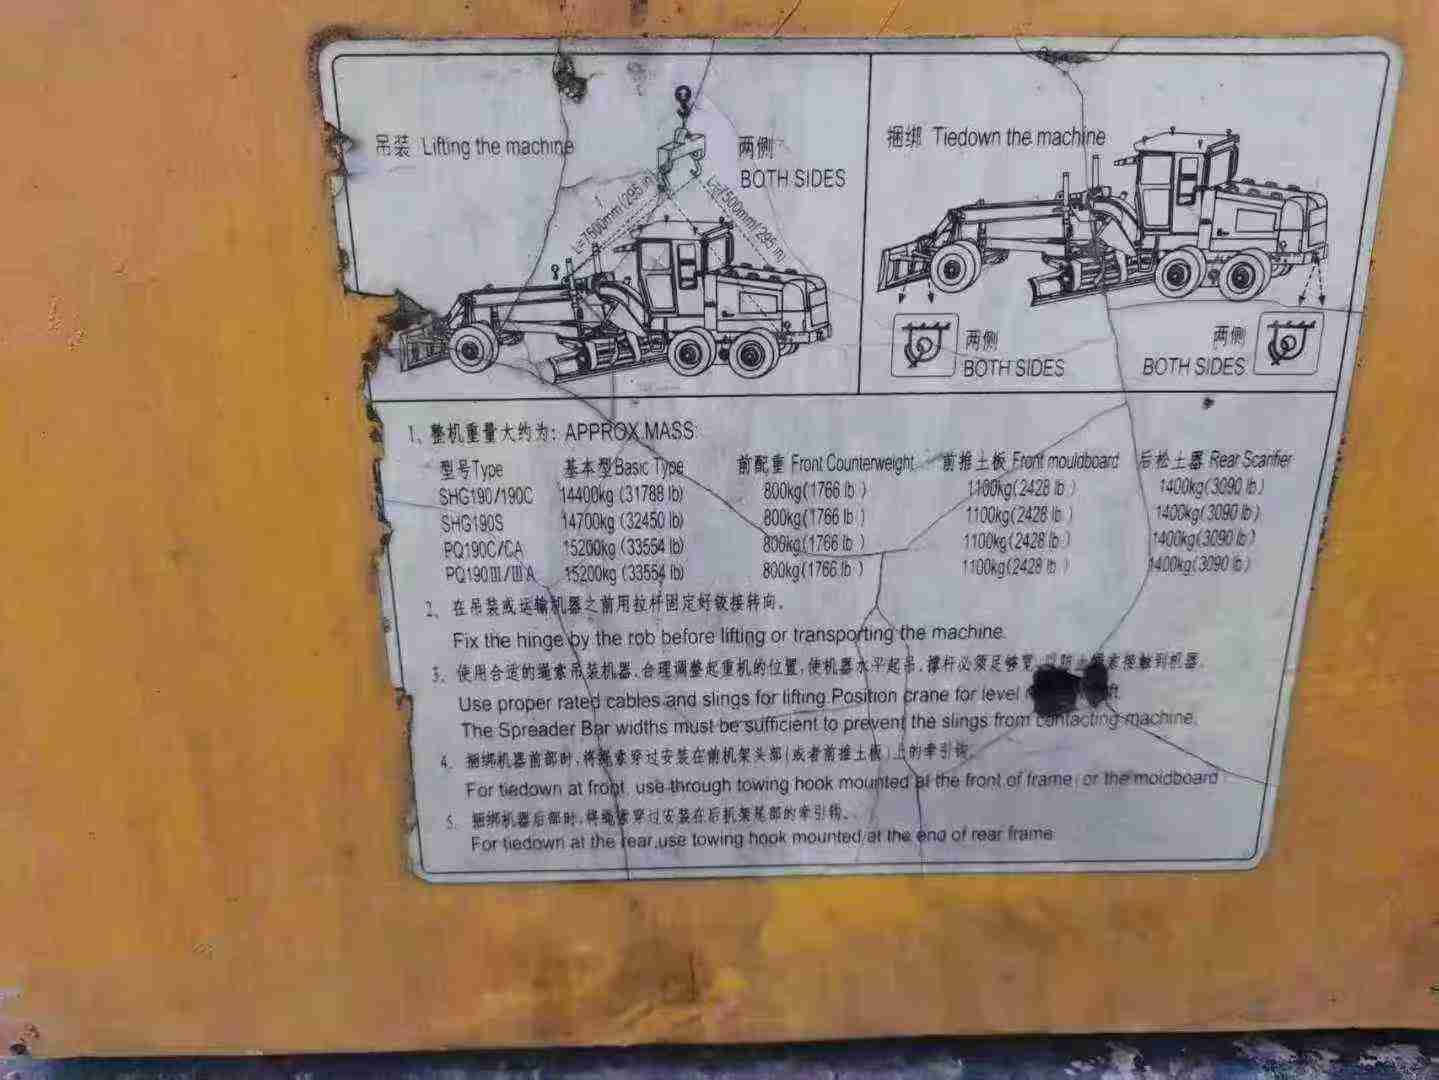 吊装 Lifting the machine
两侧
BOTH SIDES
L=7500mm(295 in)
L=7500mm(295 in)
捆绑 Tiedown the machine
两侧
BOTH SIDES
两侧
BOTH SIDES
1、整机重量大约为: APPROX.MASS:
型号Type 基本型Basic Type 前配重 Front Counterweight 前推土板 Front mouldboard 后松土器 Rear Scarifier
SHG190/190C 14400kg (31788 lb) 800kg(1766 lb ) 1100kg(2428 lb ) 1400kg(3090 lb )
SHG190S 14700kg (32450 lb) 800kg(1766 lb ) 1100kg(2428 lb ) 1400kg(3090 lb )
PQ190C/CA 15200kg (33554 lb) 800kg(1766 lb ) 1100kg(2428 lb ) 1400kg(3090 lb )
PQ190Ⅲ/ⅢA 15200kg (33554 lb) 800kg(1766 lb ) 1100kg(2428 lb ) 1400kg(3090 lb )
2、在吊装或运输机器之前用拉杆固定好铰接转向。
Fix the hinge by the rob before lifting or transporting the machine.
3、使用合适的绳索吊装机器,合理调整起重机的位置,使机器水平起吊,撑杆必须足够宽 接触到机器。
Use proper rated cables and slings for lifting.Position crane for level
The Spreader Bar widths must be sufficient to prevent the slings from contacting machine.
4、捆绑机器前部时,将绳索穿过安装在前机架头部(或者前推土板)上的牵引钩。
For tiedown at front, use through towing hook mounted at the front of frame( or the moldboard
5、捆绑机器后部时,将绳索穿过安装在后机架尾部的牵引钩。
For tiedown at the rear,use towing hook mounted at the end of rear frame